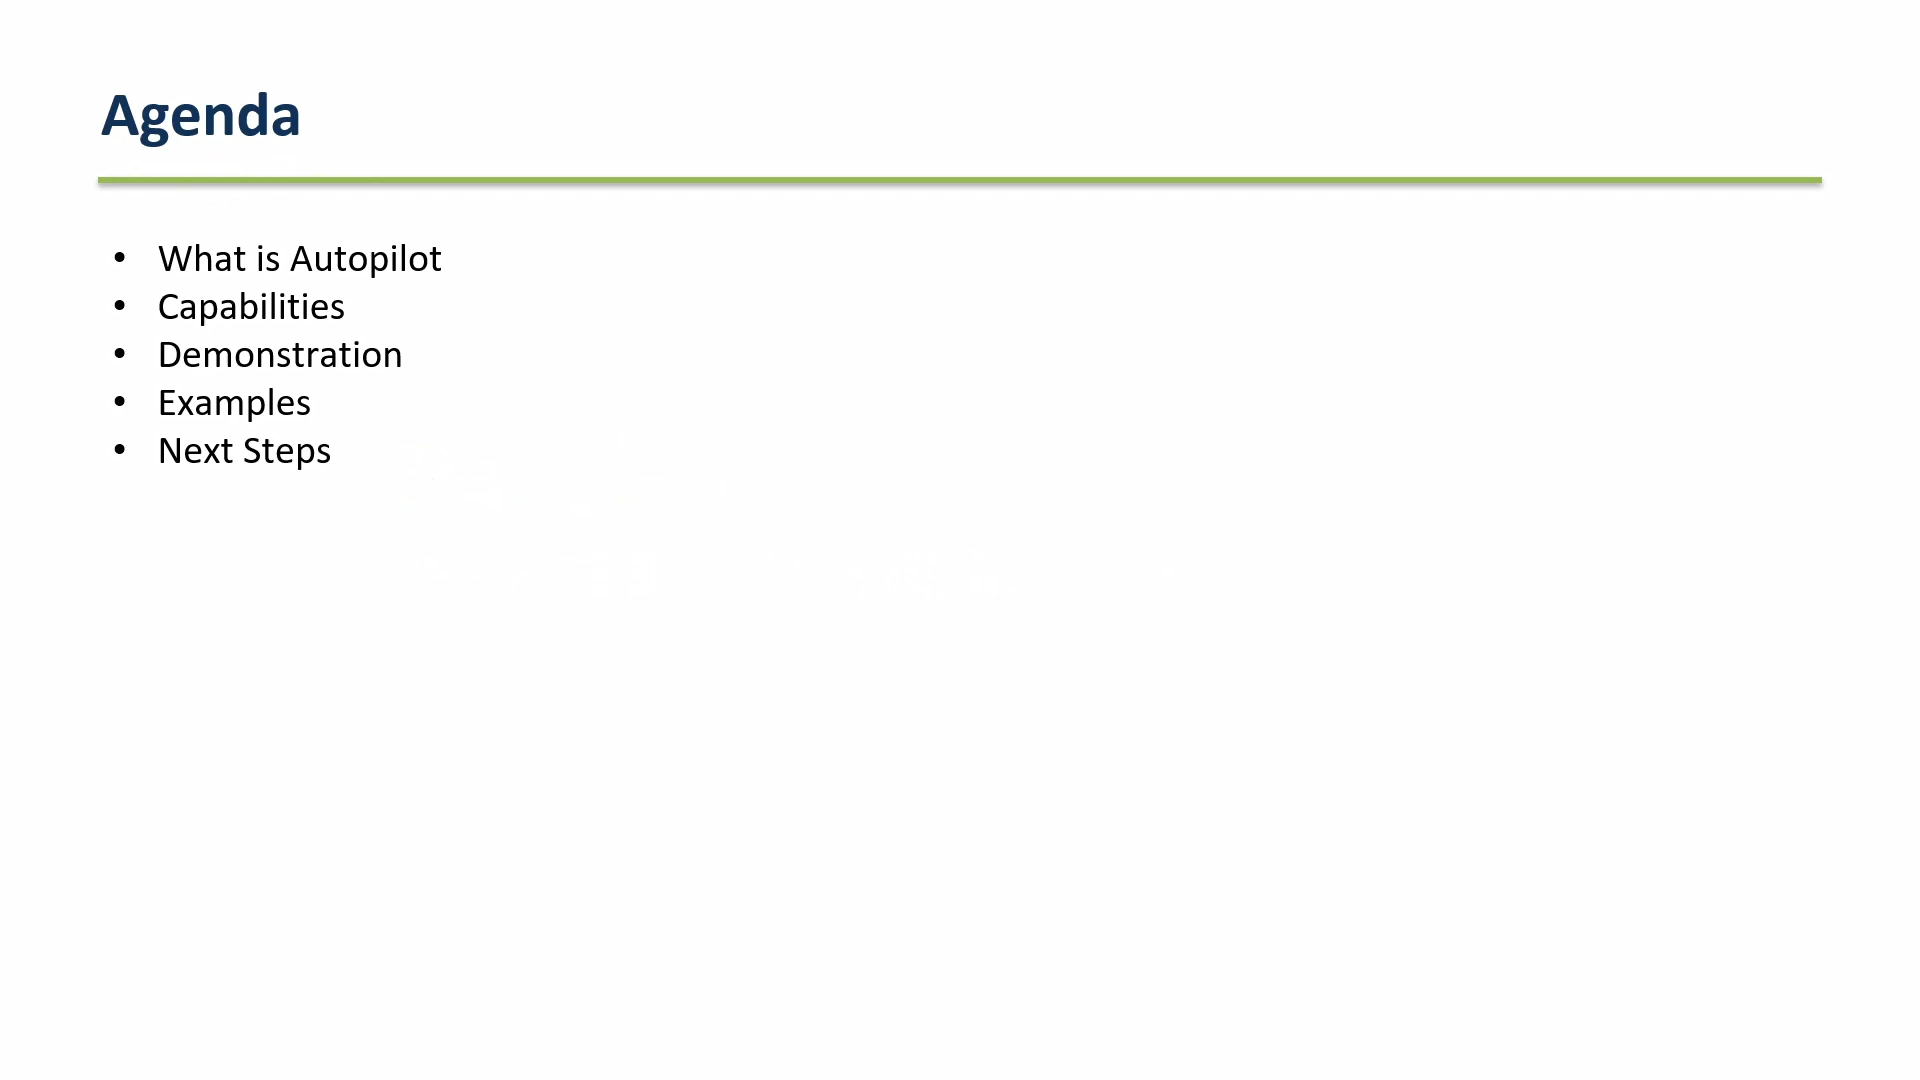 Agenda
• What is Autopilot
• Capabilities
• Demonstration
• Examples
• Next Steps